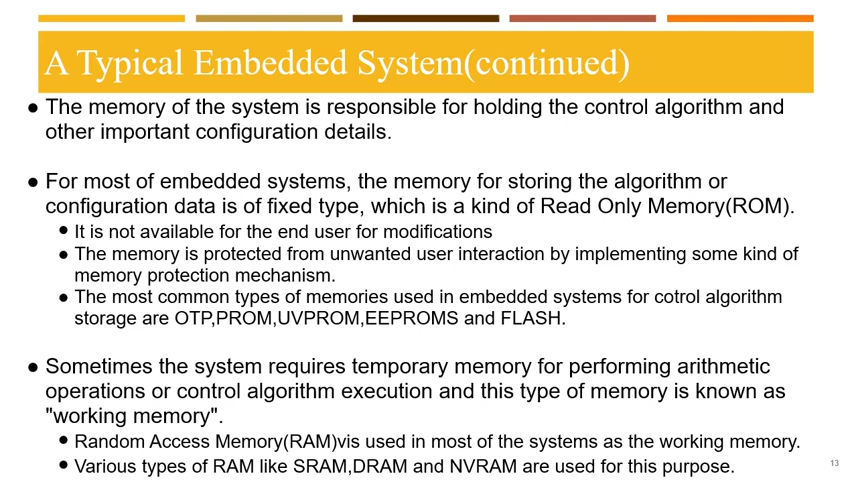 A Typical Embedded System(continued)
● The memory of the system is responsible for holding the control algorithm and
other important configuration details.
● For most of embedded systems, the memory for storing the algorithm or
configuration data is of fixed type, which is a kind of Read Only Memory(ROM).
● It is not available for the end user for modifications
● The memory is protected from unwanted user interaction by implementing some kind of
memory protection mechanism.
● The most common types of memories used in embedded systems for cotrol algorithm
storage are OTP,PROM,UVPROM,EEPROMS and FLASH.
● Sometimes the system requires temporary memory for performing arithmetic
operations or control algorithm execution and this type of memory is known as
"working memory".
● Random Access Memory(RAM)vis used in most of the systems as the working memory.
● Various types of RAM like SRAM,DRAM and NVRAM are used for this purpose.
13